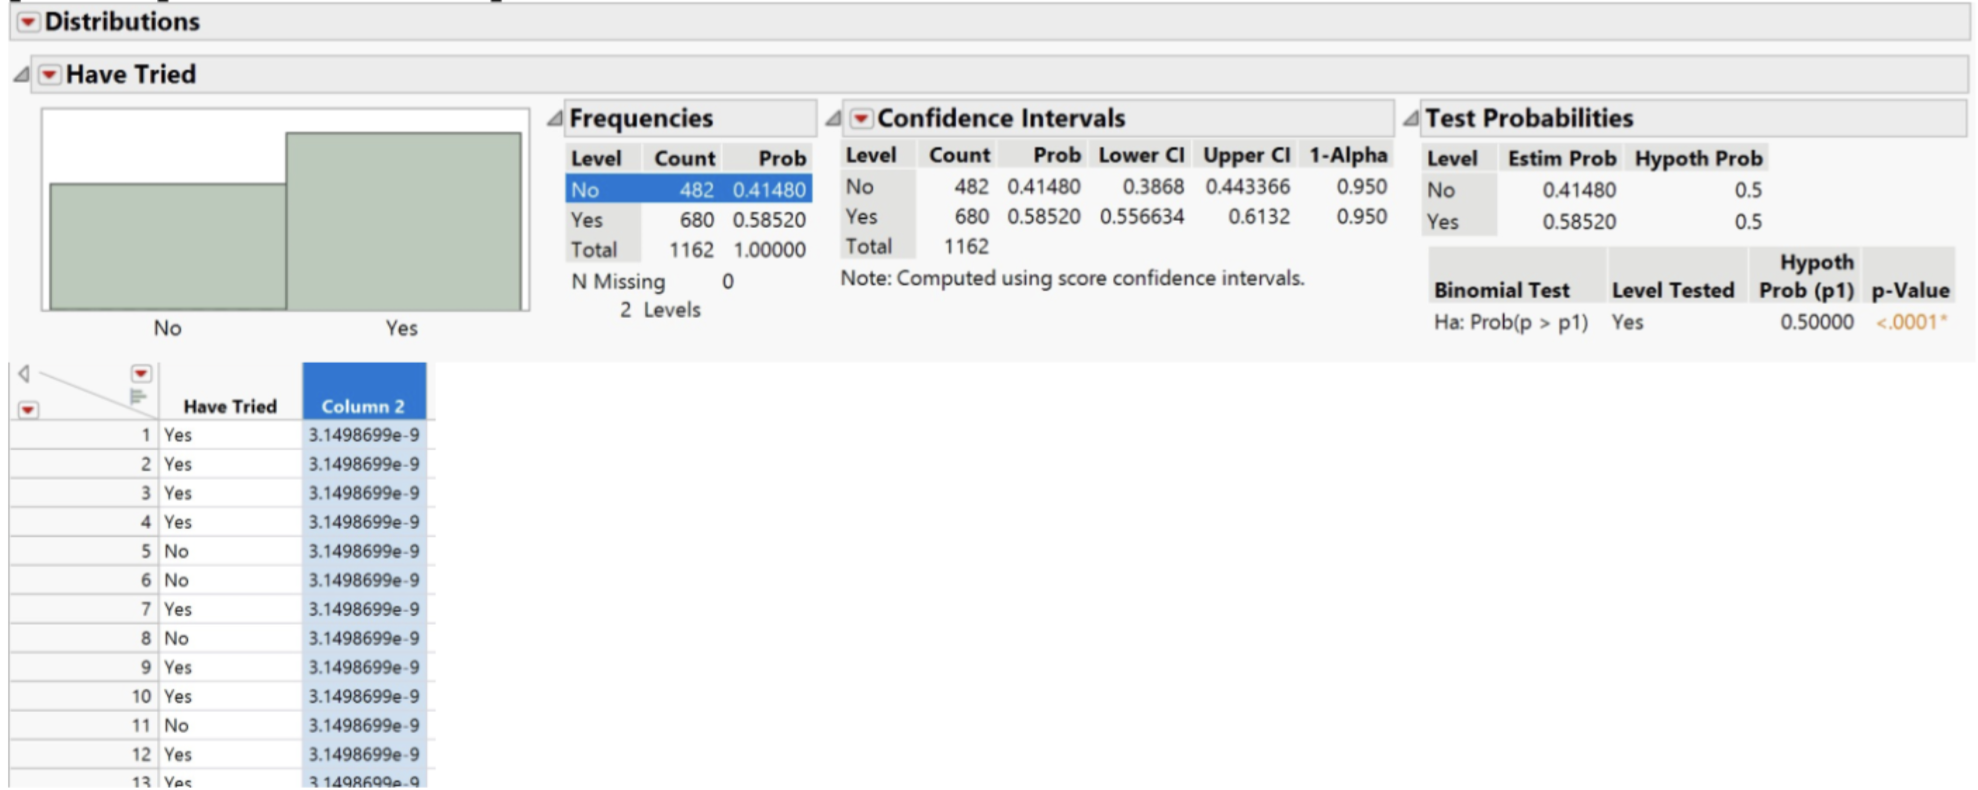 Distributions
Have Tried
No Yes
Frequencies
Level Count Prob
No 482 0.41480
Yes 680 0.58520
Total 1162 1.00000
N Missing 0
2 Levels
Confidence Intervals
Level Count Prob Lower CI Upper CI 1-Alpha
No 482 0.41480 0.3868 0.443366 0.950
Yes 680 0.58520 0.556634 0.6132 0.950
Total 1162
Note: Computed using score confidence intervals.
Test Probabilities
Level Estim Prob Hypoth Prob
No 0.41480 0.5
Yes 0.58520 0.5
Hypoth
Binomial Test Level Tested Prob (p1) p-Value
Ha: Prob(p > p1) Yes 0.50000 <.0001*
Have Tried Column 2
1 Yes 3.1498699e-9
2 Yes 3.1498699e-9
3 Yes 3.1498699e-9
4 Yes 3.1498699e-9
5 No 3.1498699e-9
6 No 3.1498699e-9
7 Yes 3.1498699e-9
8 No 3.1498699e-9
9 Yes 3.1498699e-9
10 Yes 3.1498699e-9
11 No 3.1498699e-9
12 Yes 3.1498699e-9
13 Yes 3.1498699e-9